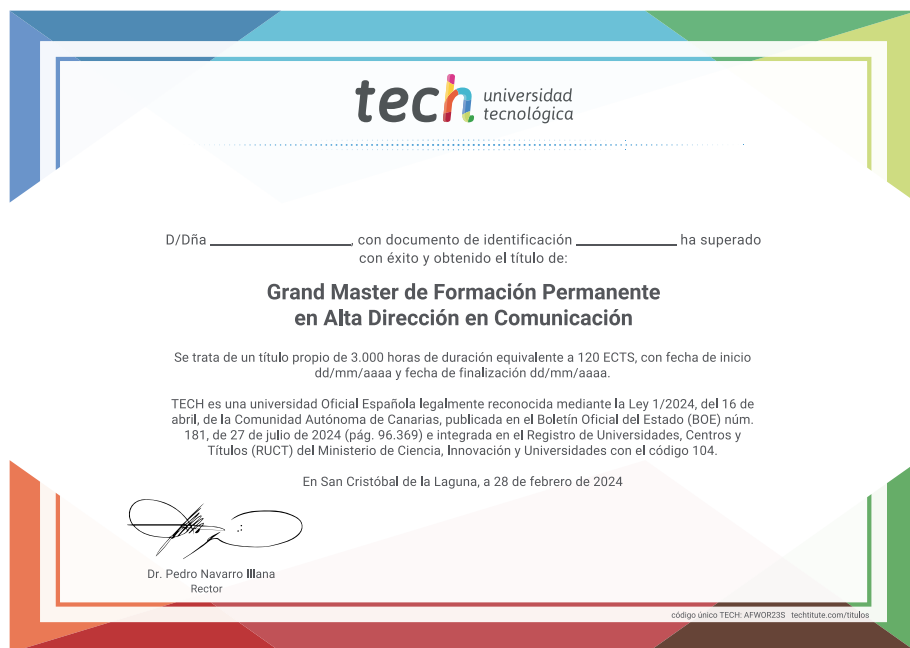 tech universidad
tecnológica
D/Dña ______________, con documento de identificación __________ ha superado
con éxito y obtenido el título de:
Grand Master de Formación Permanente
en Alta Dirección en Comunicación
Se trata de un título propio de 3.000 horas de duración equivalente a 120 ECTS, con fecha de inicio
dd/mm/aaaa y fecha de finalización dd/mm/aaaa.
TECH es una universidad Oficial Española legalmente reconocida mediante la Ley 1/2024, del 16 de
abril, de la Comunidad Autónoma de Canarias, publicada en el Boletín Oficial del Estado (BOE) núm.
181, de 27 de julio de 2024 (pág. 96.369) e integrada en el Registro de Universidades, Centros y
Títulos (RUCT) del Ministerio de Ciencia, Innovación y Universidades con el código 104.
En San Cristóbal de la Laguna, a 28 de febrero de 2024
Dr. Pedro Navarro Illana
Rector
código único TECH: AFWOR23S techtitute.com/titulos